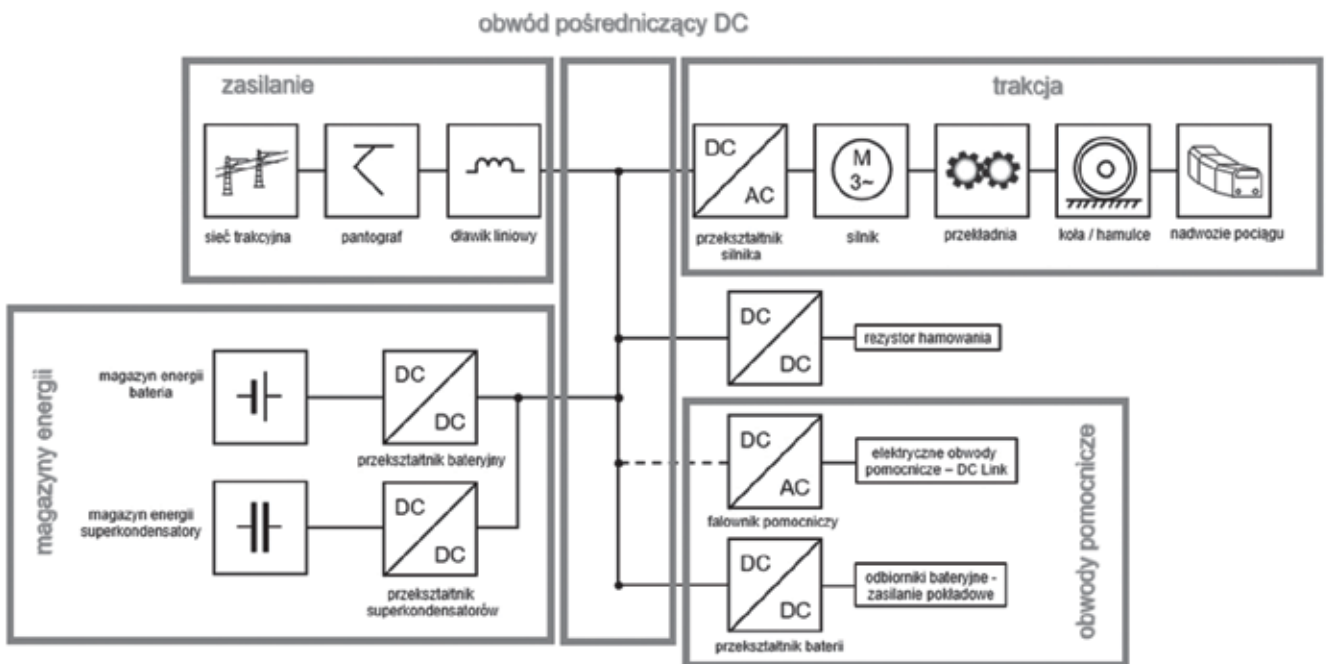 obwód pośredniczący DC
zasilanie
sieć trakcyjna
pantograf
dławik liniowy
trakcja
DC
AC
przekształtnik
silnika
M
3~
silnik
przekładnia
koła / hamulce
nadwozie pociągu
DC
DC
rezystor hamowania
magazyny energii
magazyn energii
bateria
DC
DC
przekształtnik bateryjny
magazyn energii
superkondensatory
DC
DC
przekształtnik
superkondensatorów
obwody pomocnicze
DC
AC
falownik pomocniczy
elektryczne obwody
pomocnicze – DC Link
DC
DC
przekształtnik baterii
odbiorniki bateryjne -
zasilanie pokładowe